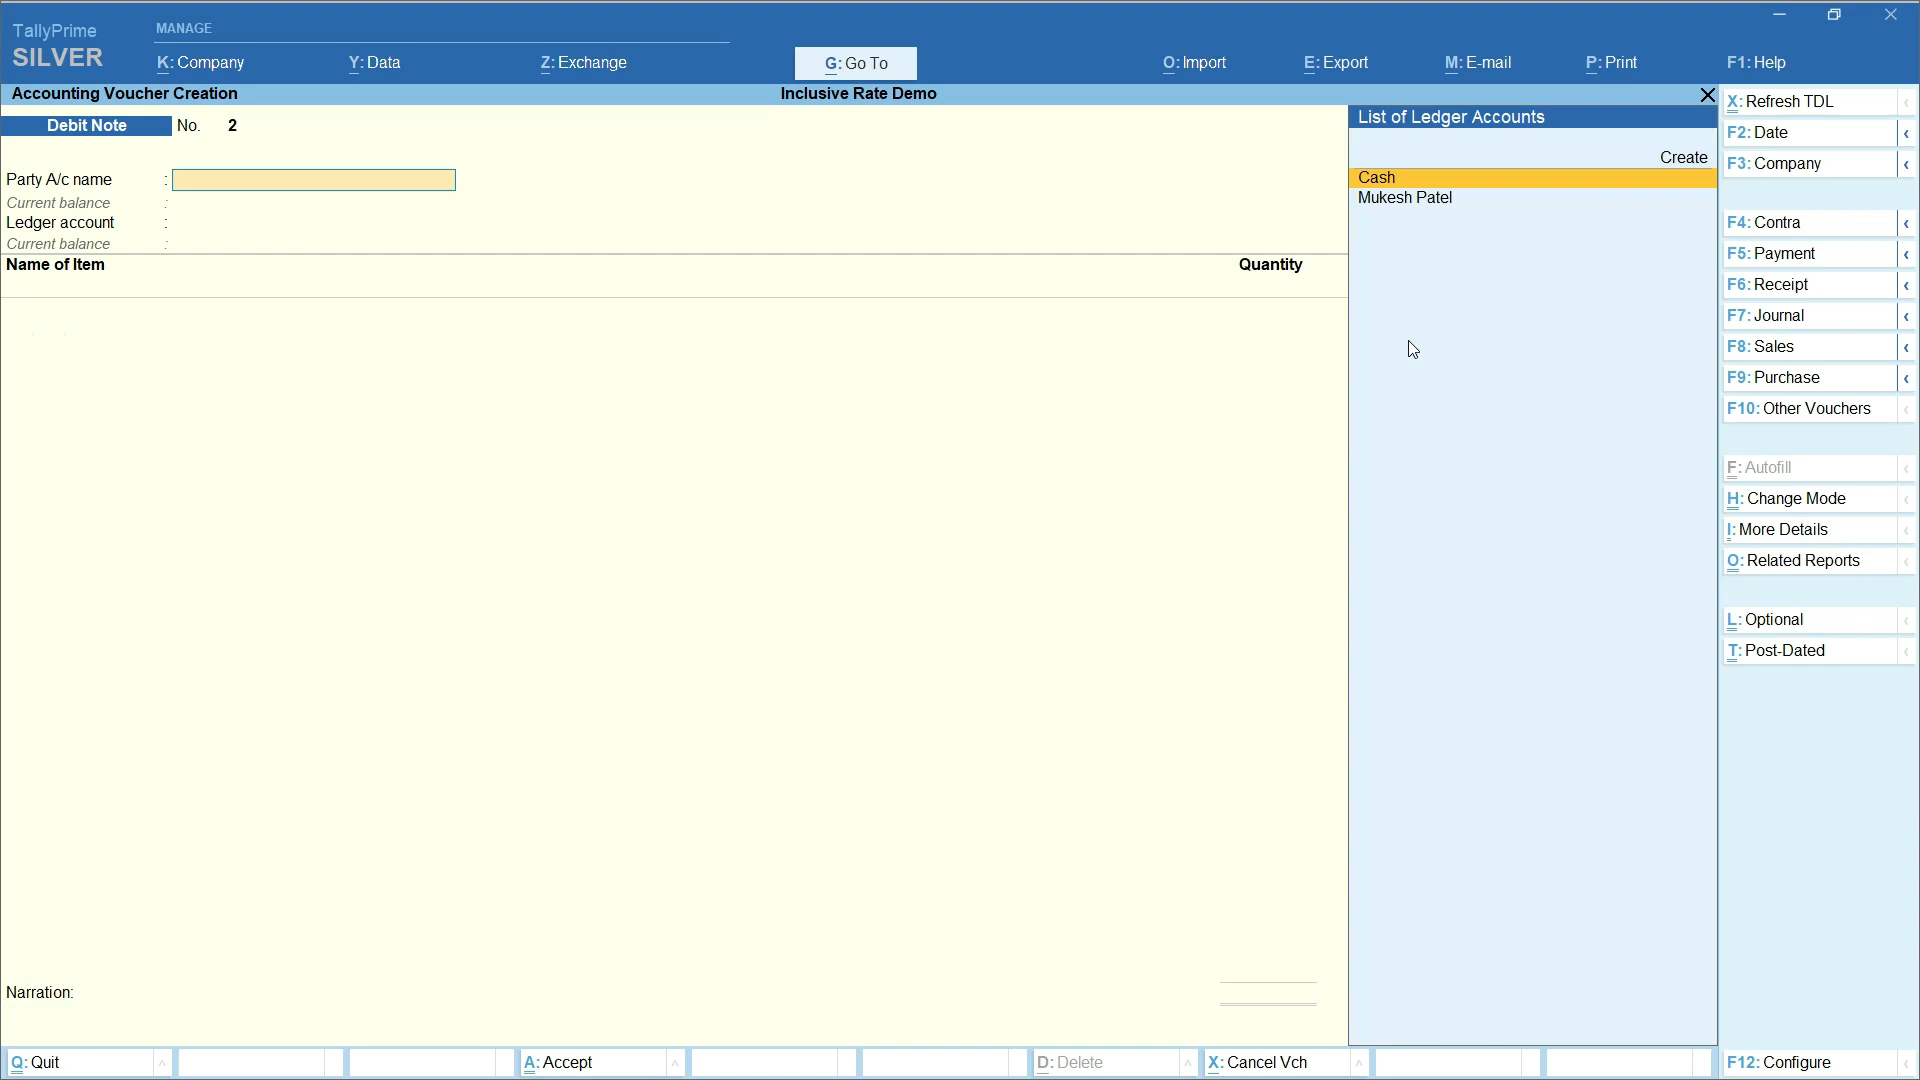 TallyPrime
SILVER
MANAGE
K: Company
Y: Data
Z: Exchange
G: Go To
O: Import
E: Export
M: E-mail
P: Print
F1: Help
Accounting Voucher Creation
Inclusive Rate Demo
Debit Note No. 2
Party A/c name :
Current balance :
Ledger account :
Current balance :
Name of Item
Quantity
Narration:
List of Ledger Accounts
Create
Cash
Mukesh Patel
X: Refresh TDL
F2: Date
F3: Company
F4: Contra
F5: Payment
F6: Receipt
F7: Journal
F8: Sales
F9: Purchase
F10: Other Vouchers
F: Autofill
H: Change Mode
I: More Details
O: Related Reports
L: Optional
T: Post-Dated
Q: Quit
A: Accept
D: Delete
X: Cancel Vch
F12: Configure